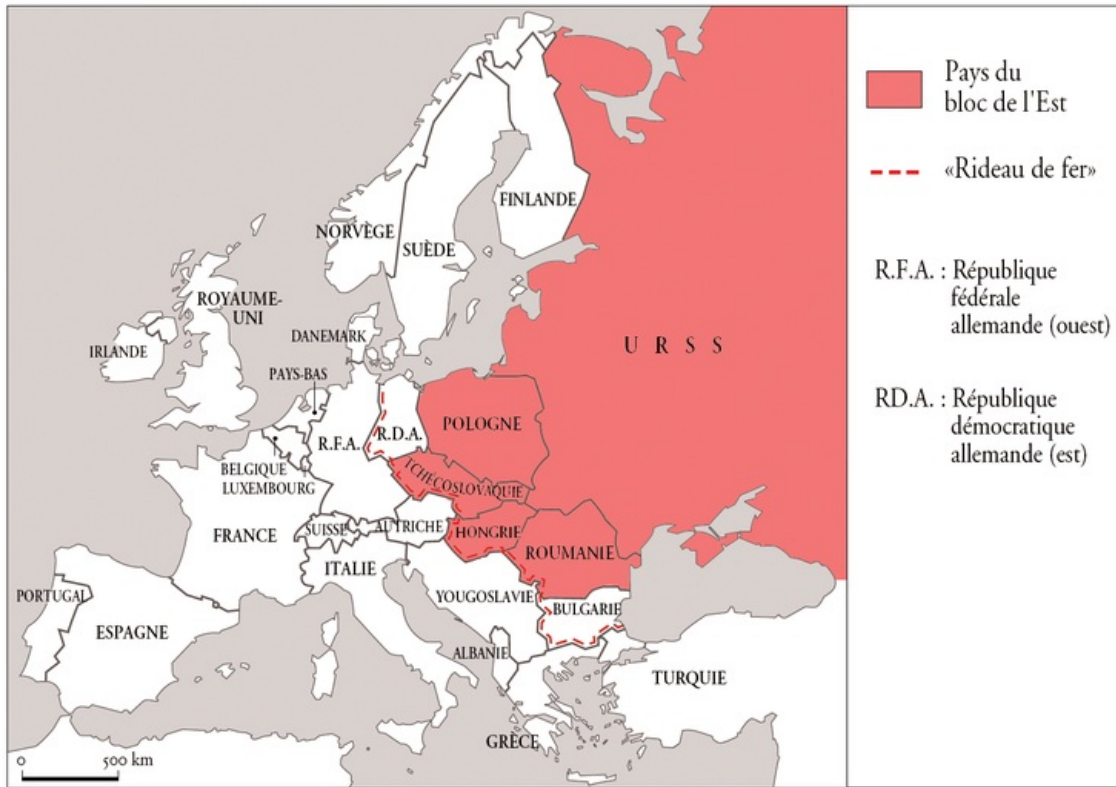 NORVÈGE
SUÈDE
FINLANDE
ROYAUME-
UNI
IRLANDE
DANEMARK
PAYS-BAS
URSS
POLOGNE
R.F.A.
R.D.A.
BELGIQUE
LUXEMBOURG
TCHÉCOSLOVAQUIE
FRANCE
SUISSE
AUTRICHE
HONGRIE
ROUMANIE
ITALIE
YOUGOSLAVIE
BULGARIE
PORTUGAL
ESPAGNE
ALBANIE
TURQUIE
GRÈCE
0 500 km
Pays du
bloc de l'Est
«Rideau de fer»
R.F.A. : République
fédérale
allemande (ouest)
RD.A. : République
démocratique
allemande (est)